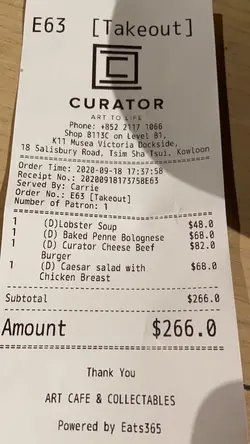 E63 [Takeout]
CURATOR
ART TO LIFE
Phone: +852 2117 1066
Shop B113C on Level B1,
K11 Musea Victoria Dockside,
18 Salisbury Road, Tsim Sha Tsui, Kowloon
Order Time: 2020-09-18 17:37:58
Receipt No.: 20200918173758E63
Served By: Carrie
Order No.: E63 [Takeout]
Number of Patron: 1
1 (D)Lobster Soup $48.0
1 (D) Baked Penne Bolognese $68.0
1 (D) Curator Cheese Beef $82.0
Burger
1 (D) Caesar salad with $68.0
Chicken Breast
Subtotal $266.0
Amount $266.0
Thank You
ART CAFE & COLLECTABLES
Powered by Eats365